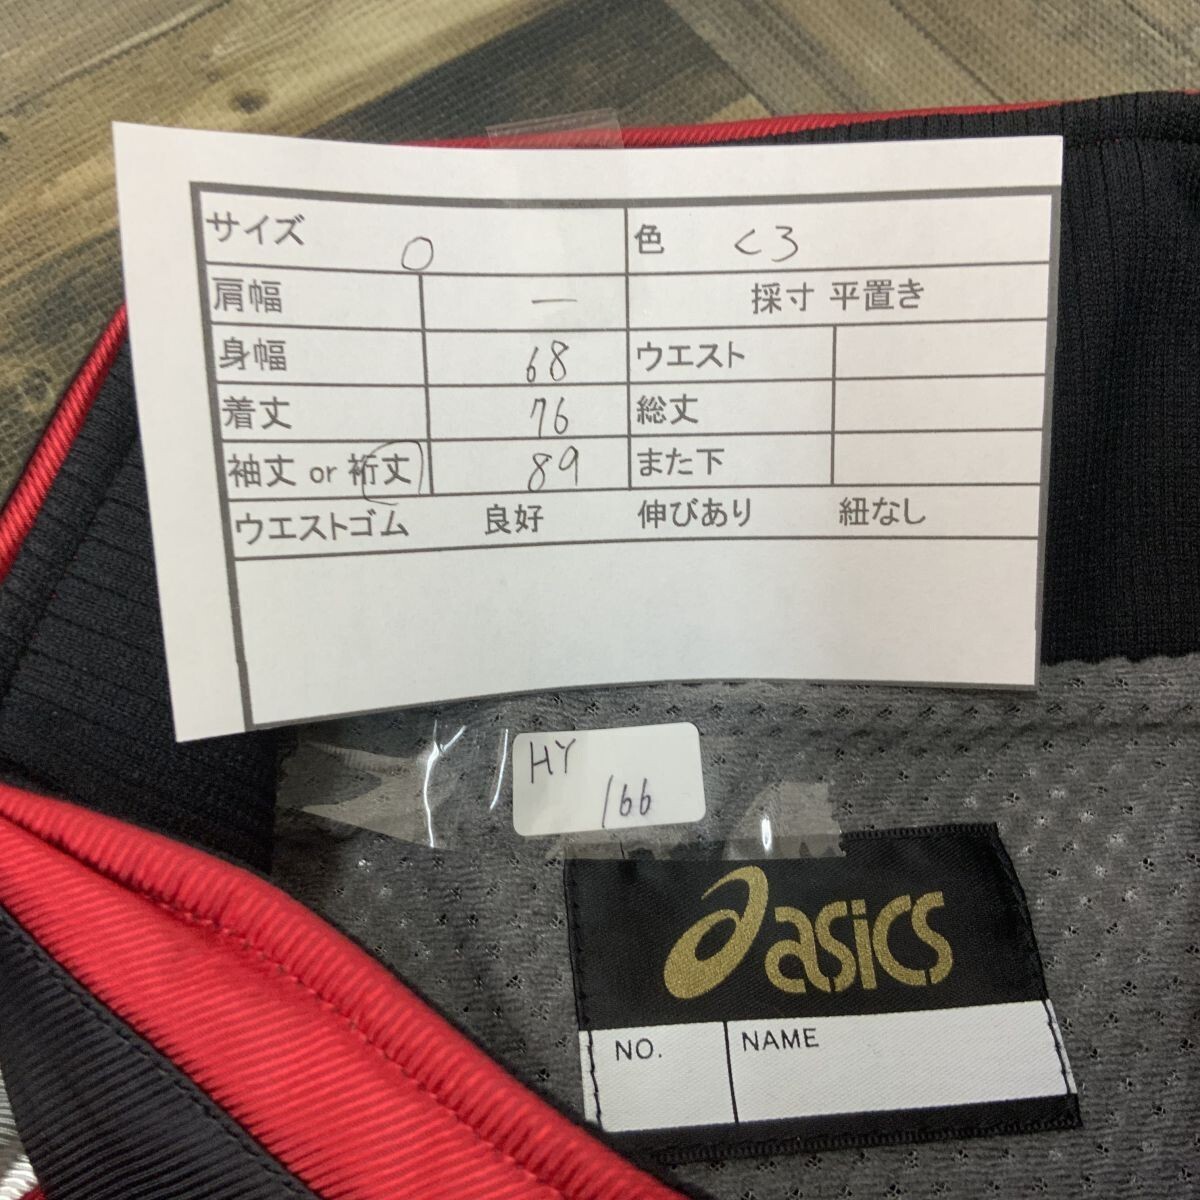 サイズ 0 色 くろ
肩幅 — 採寸 平置き
身幅 68 ウエスト
着丈 76 総丈
袖丈 or 裄丈 89 また下
ウエストゴム 良好 伸びあり 紐なし
HY
166
asics
NO. NAME